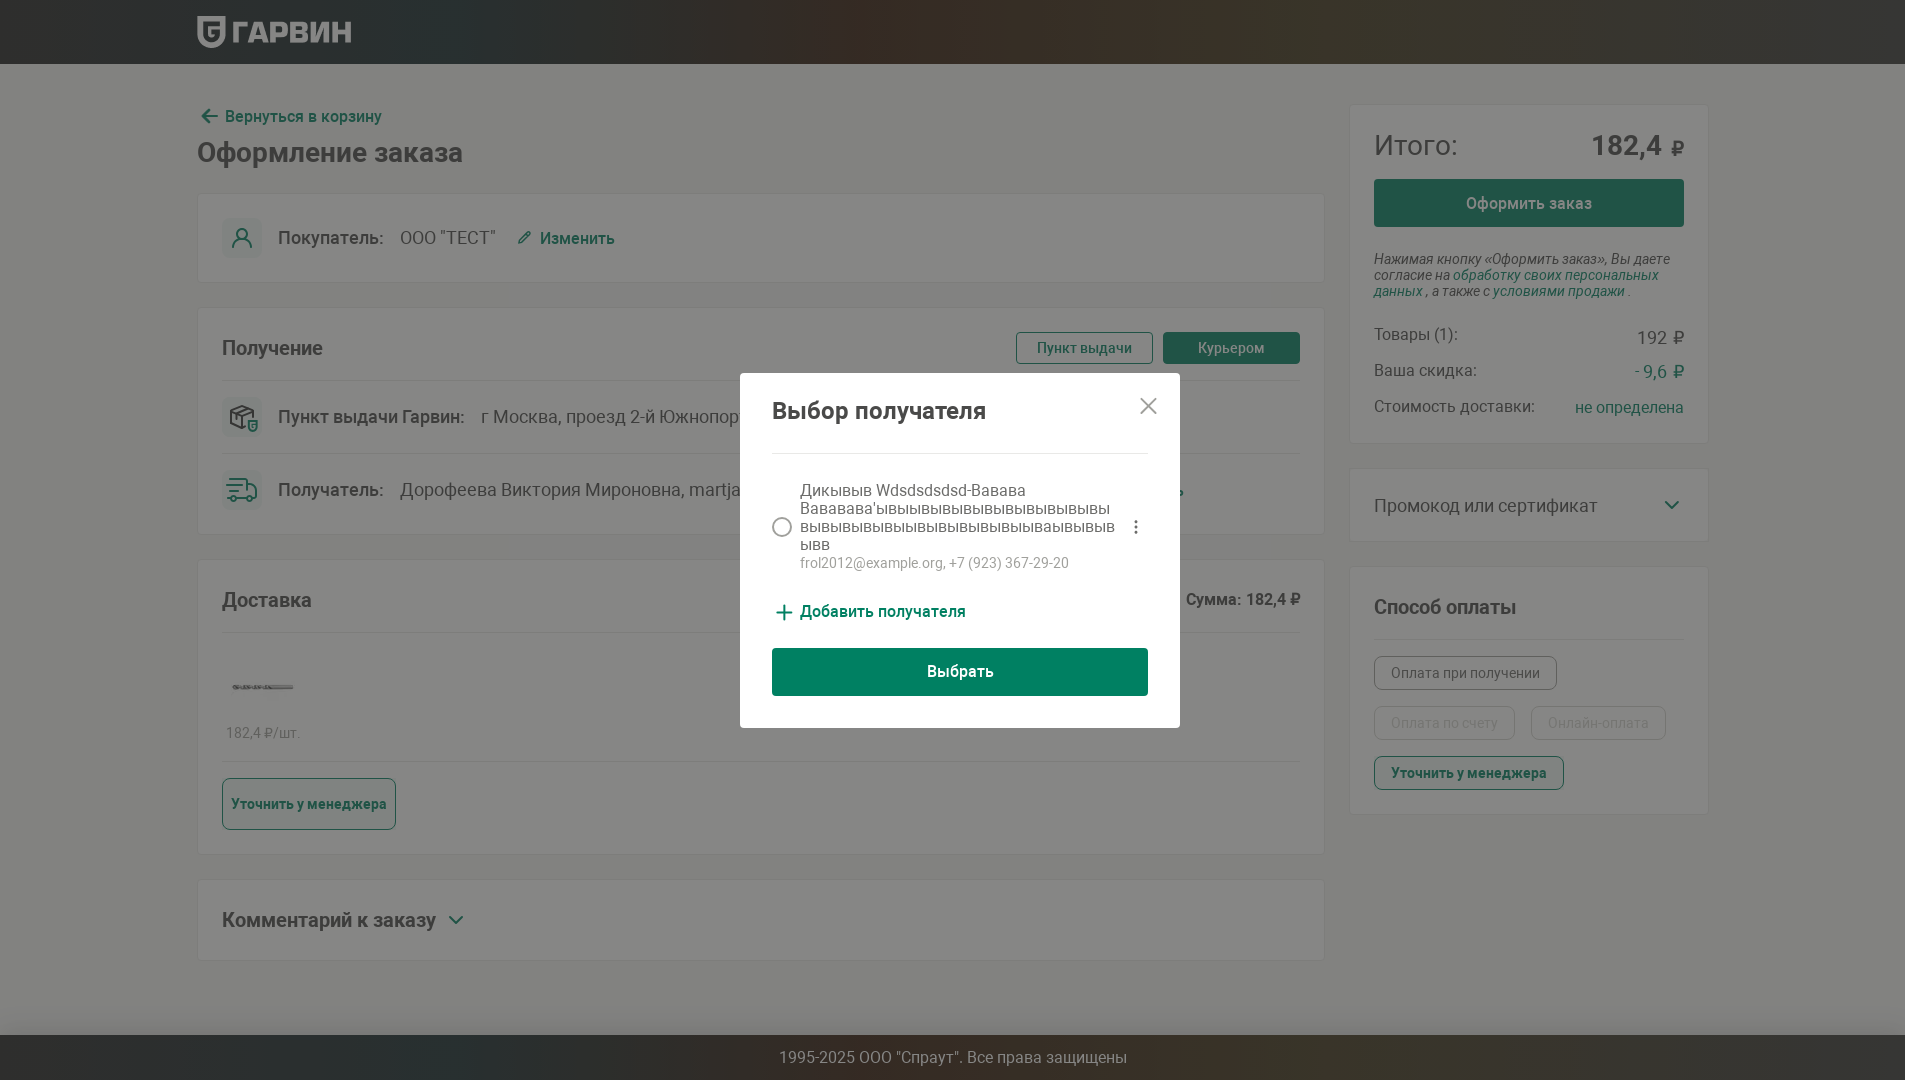 ГАРВИН
Вернуться в корзину
Оформление заказа
Покупатель: ООО "ТЕСТ" Изменить
Получение
Пункт выдачи Курьером
Пункт выдачи Гарвин: г Москва, проезд 2-й
Получатель: Дорофеева Виктория Мироновна,
Доставка
Сумма: 182,4 ₽
182,4 ₽/шт.
Уточнить у менеджера
Комментарий к заказу
Выбор получателя
Дикывыв Wdsdsdsdsd-Вавава
Вавававa'ывыывывывывывывывывывы
вывывывывыывывывывывыываывывыв
ывв
frol2012@example.org, +7 (923) 367-29-20
Добавить получателя
Выбрать
Итого: 182,4 ₽
Оформить заказ
Нажимая кнопку «Оформить заказ», Вы даете
согласие на обработку своих персональных
данных , а также с условиями продажи .
Товары (1): 192 ₽
Ваша скидка: - 9,6 ₽
Стоимость доставки: не определена
Промокод или сертификат
Способ оплаты
Оплата при получении
Оплата по счету Онлайн-оплата
Уточнить у менеджера
1995-2025 ООО "Спраут". Все права защищены